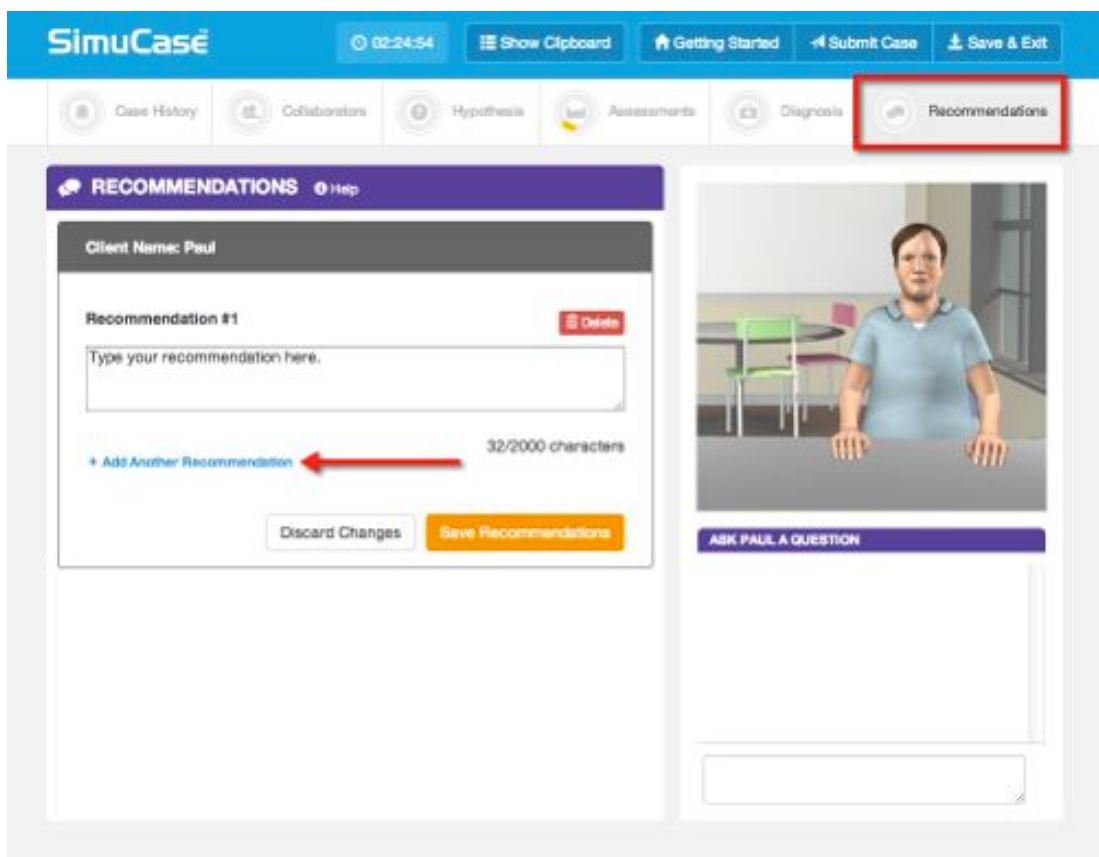 SimuCase
02:24:54
Show Clipboard
Getting Started
Submit Case
Save & Exit
Case History
Collaborators
Hypothesis
Assessments
Diagnosis
Recommendations
RECOMMENDATIONS Help
Client Name: Paul
Recommendation #1
Delete
Type your recommendation here.
32/2000 characters
+ Add Another Recommendation
Discard Changes
Save Recommendations
ASK PAUL A QUESTION